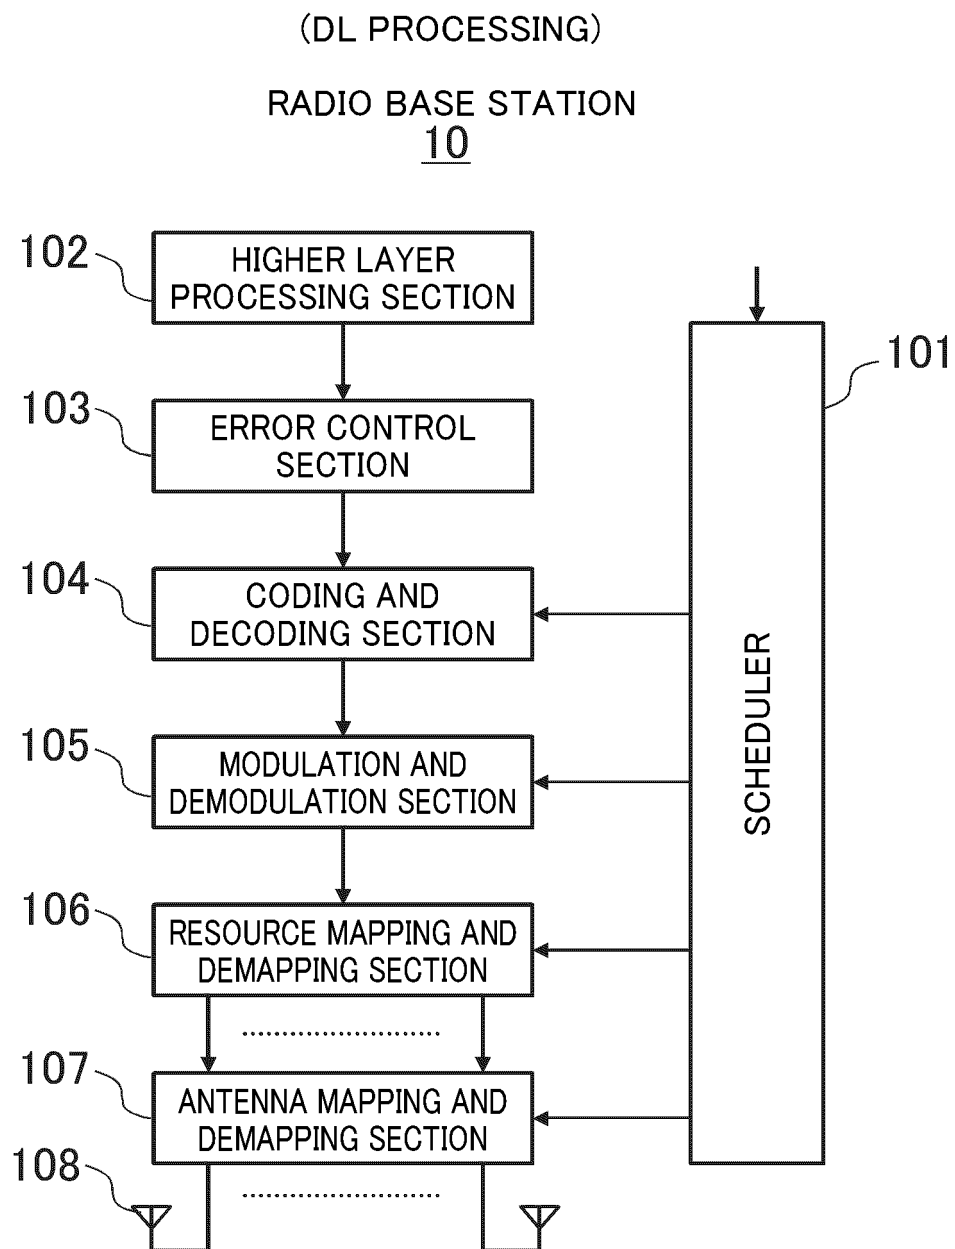 (DL PROCESSING)
RADIO BASE STATION
10
102
HIGHER LAYER
PROCESSING SECTION
101
103
ERROR CONTROL
SECTION
104
CODING AND
DECODING SECTION
SCHEDULER
105
MODULATION AND
DEMODULATION SECTION
106
RESOURCE MAPPING AND
DEMAPPING SECTION
107
ANTENNA MAPPING AND
DEMAPPING SECTION
108